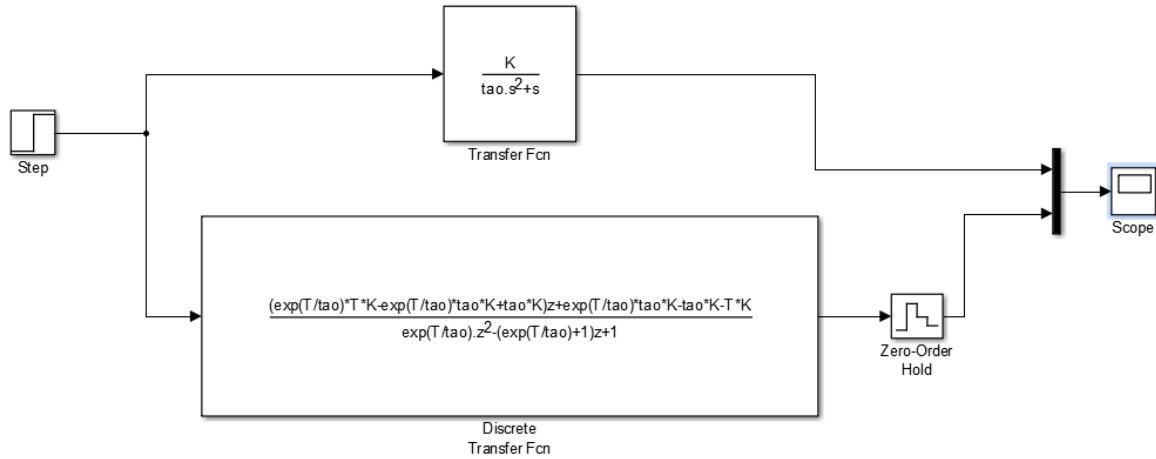 K
tao.s²+s
Transfer Fcn
Step
Scope
(exp(T/tao)*T*K-exp(T/tao)*tao*K+tao*K)z+exp(T/tao)*tao*K-tao*K-T*K
exp(T/tao).z²-(exp(T/tao)+1)z+1
Zero-Order
Hold
Discrete
Transfer Fcn